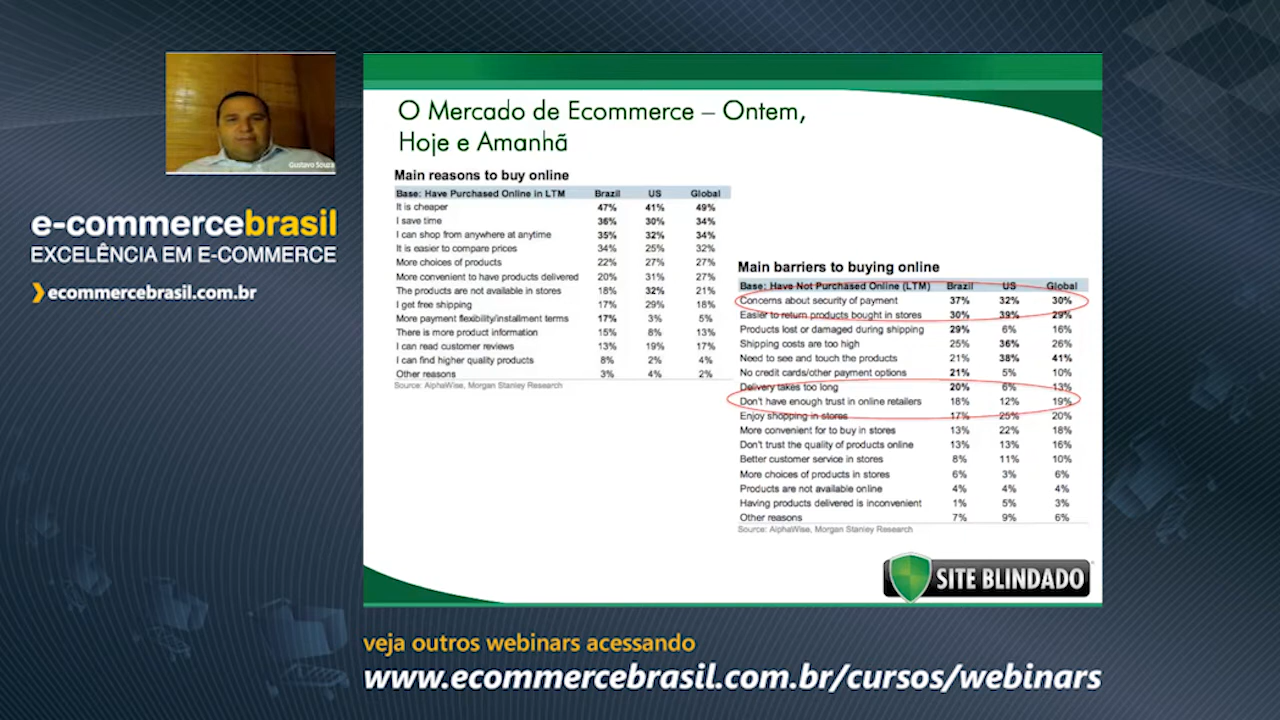 Gustavo Souza
e-commercebrasil
EXCELÊNCIA EM E-COMMERCE
ecommercebrasil.com.br
O Mercado de Ecommerce – Ontem,
Hoje e Amanhã
Main reasons to buy online
Base: Have Purchased Online in LTM Brazil US Global
It is cheaper 47% 41% 49%
I save time 36% 30% 34%
I can shop from anywhere at anytime 35% 32% 34%
It is easier to compare prices 34% 25% 32%
More choices of products 22% 27% 27%
More convenient to have products delivered 20% 31% 27%
The products are not available in stores 18% 32% 21%
I get free shipping 17% 29% 18%
More payment flexibility/installment terms 17% 3% 5%
There is more product information 15% 8% 13%
I can read customer reviews 13% 19% 17%
I can find higher quality products 8% 2% 4%
Other reasons 3% 4% 2%
Source: AlphaWise, Morgan Stanley Research
Main barriers to buying online
Base: Have Not Purchased Online (LTM) Brazil US Global
Concerns about security of payment 37% 32% 30%
Easier to return products bought in stores 30% 39% 29%
Products lost or damaged during shipping 29% 6% 16%
Shipping costs are too high 25% 36% 26%
Need to see and touch the products 21% 38% 41%
No credit cards/other payment options 21% 5% 10%
Delivery takes too long 20% 6% 13%
Don't have enough trust in online retailers 18% 12% 19%
Enjoy shopping in stores 17% 25% 20%
More convenient for to buy in stores 13% 22% 18%
Don't trust the quality of products online 13% 13% 16%
Better customer service in stores 8% 11% 10%
More choices of products in stores 6% 3% 6%
Products are not available online 4% 4% 4%
Having products delivered is inconvenient 1% 5% 3%
Other reasons 7% 9% 6%
Source: AlphaWise, Morgan Stanley Research
SITE BLINDADO
veja outros webinars acessando
www.ecommercebrasil.com.br/cursos/webinars